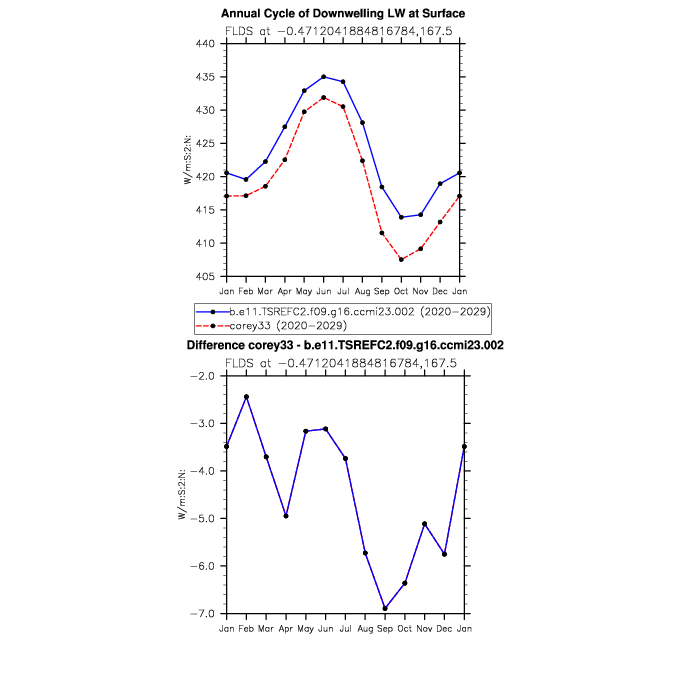 Annual Cycle of Downwelling LW at Surface
FLDS at −0.4712041884816784,167.5
440
435
430
425
420
415
410
405
W/m:S:2:N:
Jan Feb Mar Apr May Jun Jul Aug Sep Oct Nov Dec Jan
b.e11.TSREFC2.f09.g16.ccmi23.002 (2020−2029)
corey33 (2020−2029)
Difference corey33 - b.e11.TSREFC2.f09.g16.ccmi23.002
FLDS at −0.4712041884816784,167.5
−2.0
−3.0
−4.0
−5.0
−6.0
−7.0
W/m:S:2:N:
Jan Feb Mar Apr May Jun Jul Aug Sep Oct Nov Dec Jan